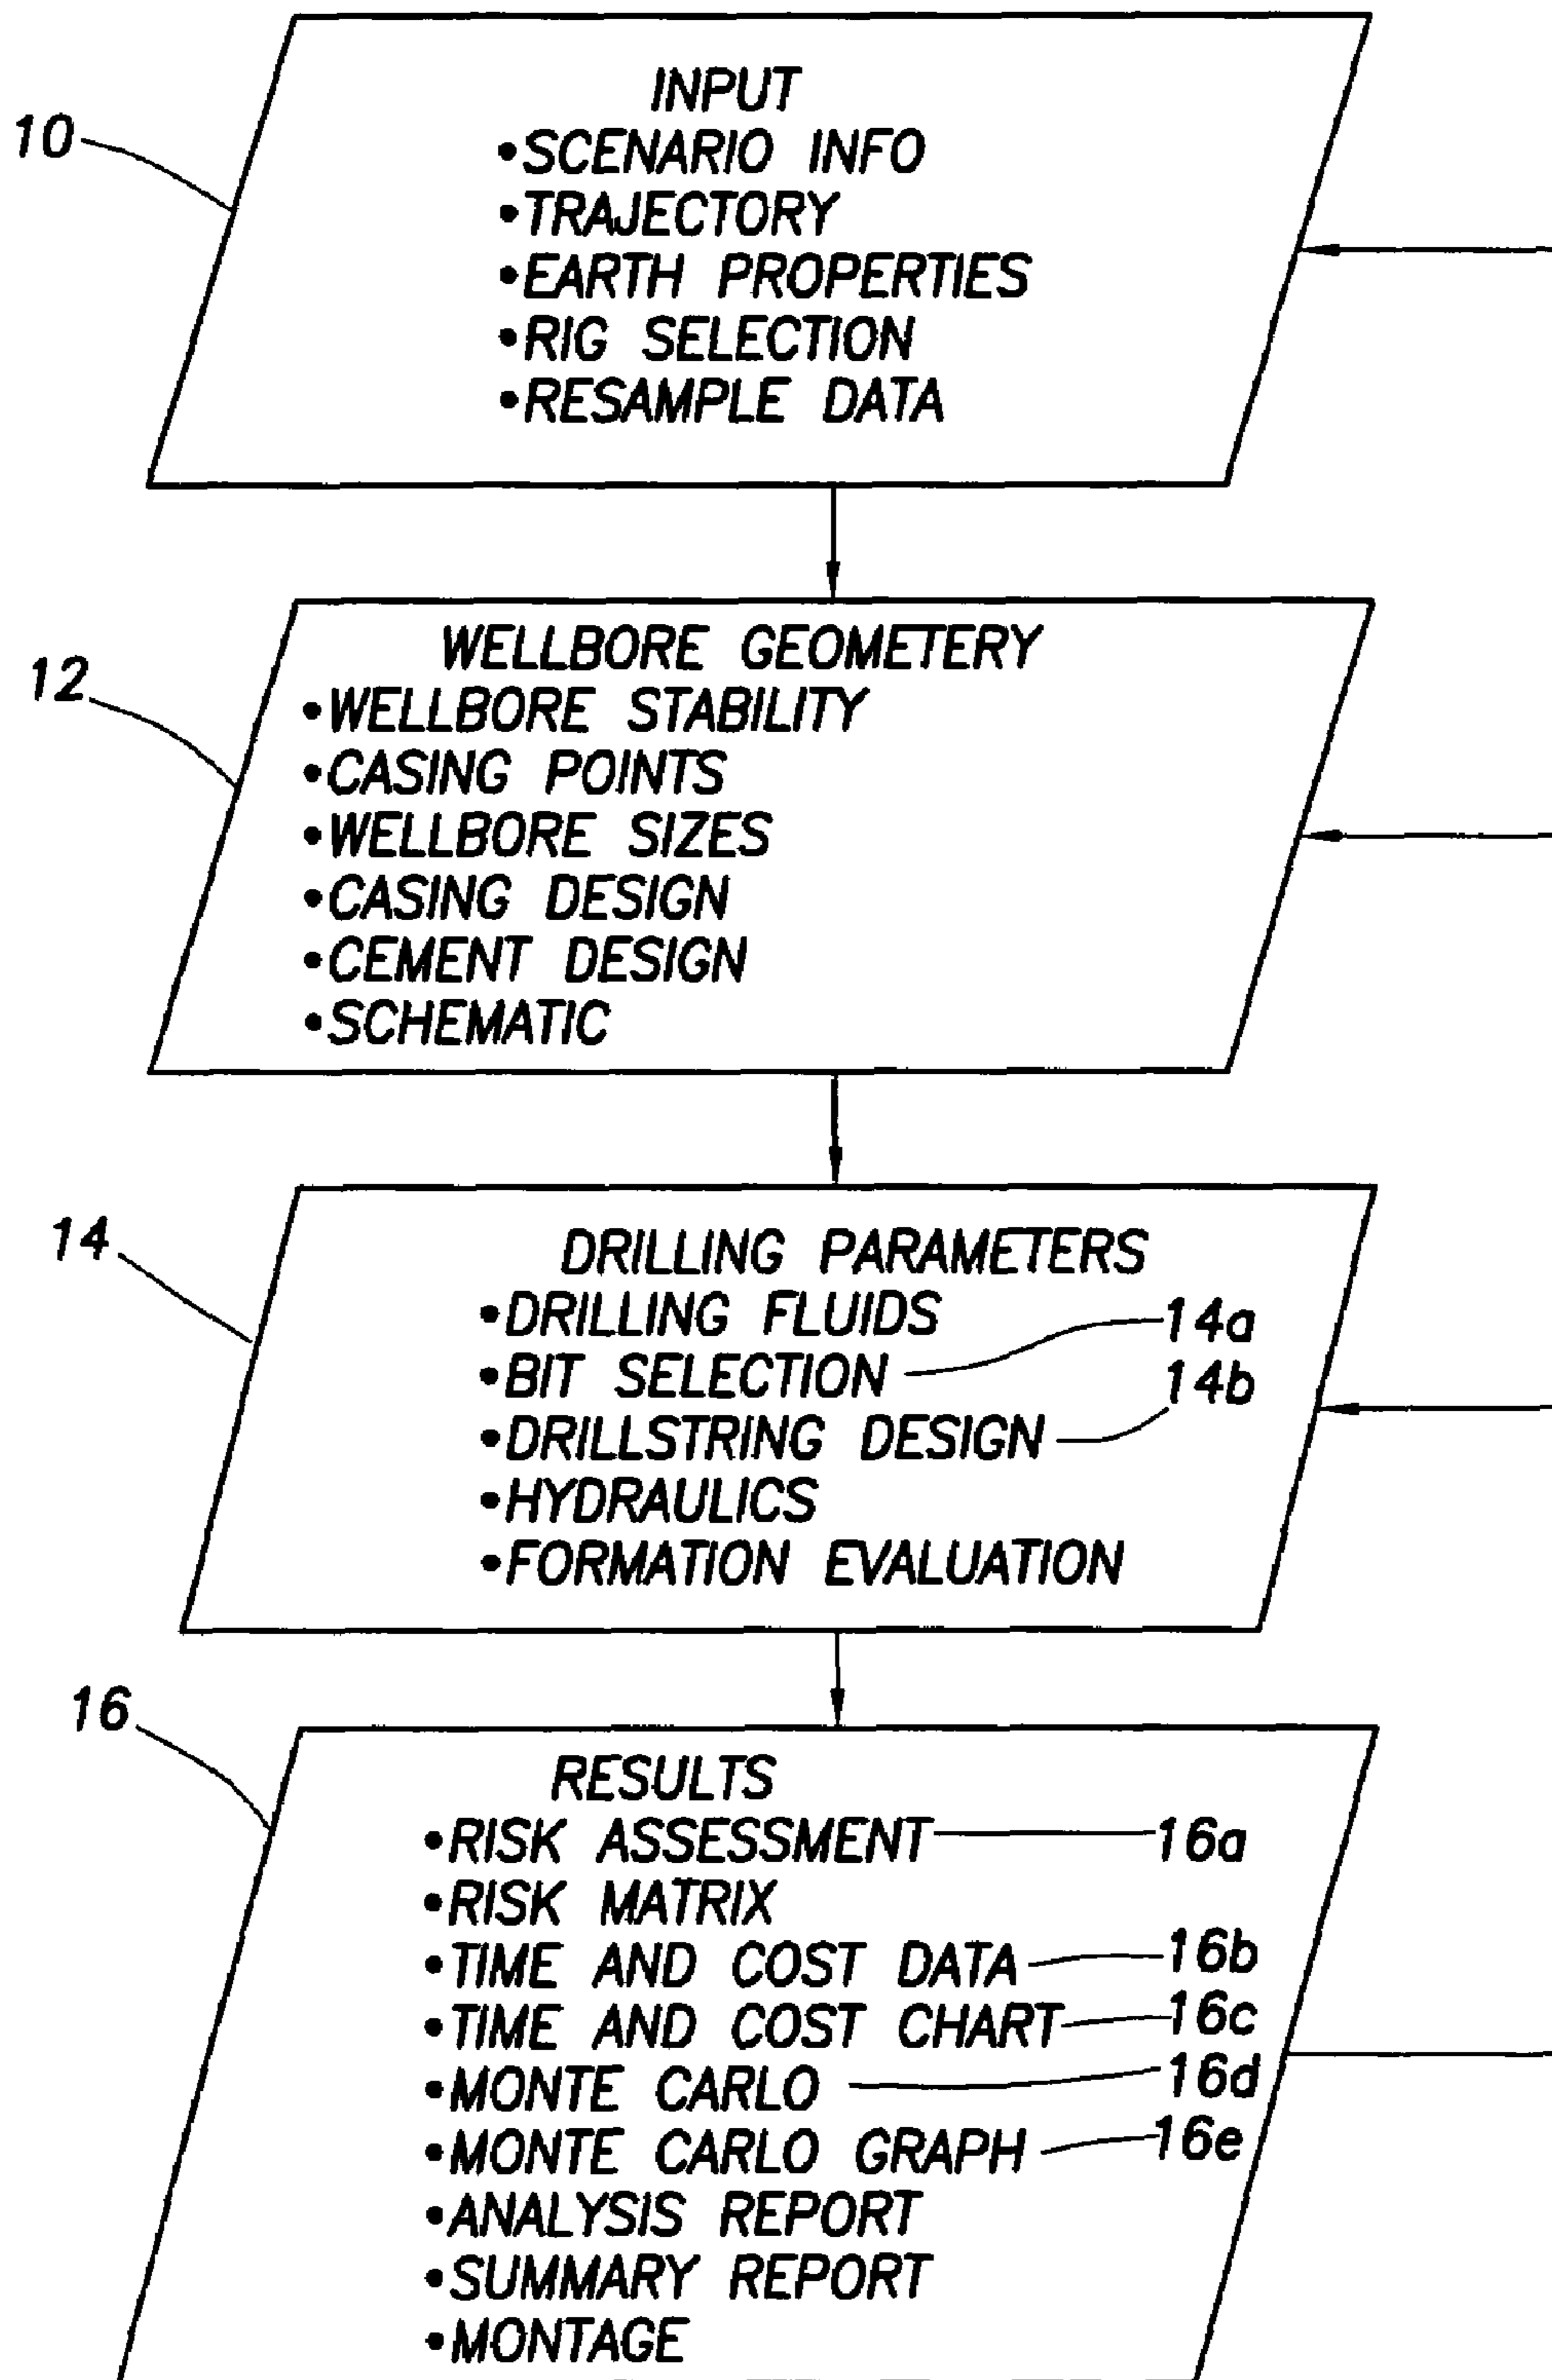 INPUT
10
•SCENARIO INFO
•TRAJECTORY
•EARTH PROPERTIES
•RIG SELECTION
•RESAMPLE DATA
WELLBORE GEOMETERY
12
•WELLBORE STABILITY
•CASING POINTS
•WELLBORE SIZES
•CASING DESIGN
•CEMENT DESIGN
•SCHEMATIC
14
DRILLING PARAMETERS
•DRILLING FLUIDS
14a
•BIT SELECTION
14b
•DRILLSTRING DESIGN
•HYDRAULICS
•FORMATION EVALUATION
16
RESULTS
•RISK ASSESSMENT 16a
•RISK MATRIX
•TIME AND COST DATA 16b
•TIME AND COST CHART 16c
•MONTE CARLO 16d
•MONTE CARLO GRAPH 16e
•ANALYSIS REPORT
•SUMMARY REPORT
•MONTAGE